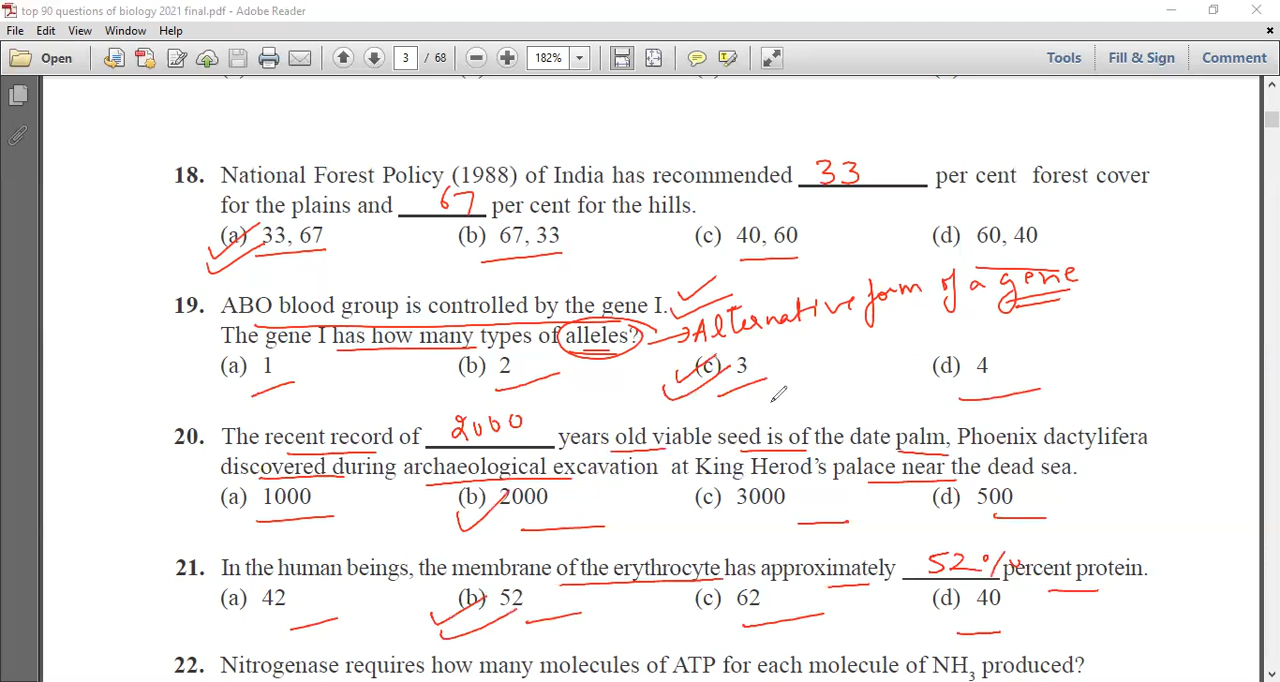 top 90 questions of biology 2021 final.pdf - Adobe Reader
File Edit View Window Help
Open 3 / 68 182% Tools Fill & Sign Comment
18. National Forest Policy (1988) of India has recommended 33 per cent forest cover
for the plains and 67 per cent for the hills.
(a) 33, 67 (b) 67, 33 (c) 40, 60 (d) 60, 40
19. ABO blood group is controlled by the gene I.
The gene I has how many types of alleles? → Alternative form of a gene
(a) 1 (b) 2 (c) 3 (d) 4
20. The recent record of 2000 years old viable seed is of the date palm, Phoenix dactylifera
discovered during archaeological excavation at King Herod's palace near the dead sea.
(a) 1000 (b) 2000 (c) 3000 (d) 500
21. In the human beings, the membrane of the erythrocyte has approximately 52% percent protein.
(a) 42 (b) 52 (c) 62 (d) 40
22. Nitrogenase requires how many molecules of ATP for each molecule of NH3 produced?